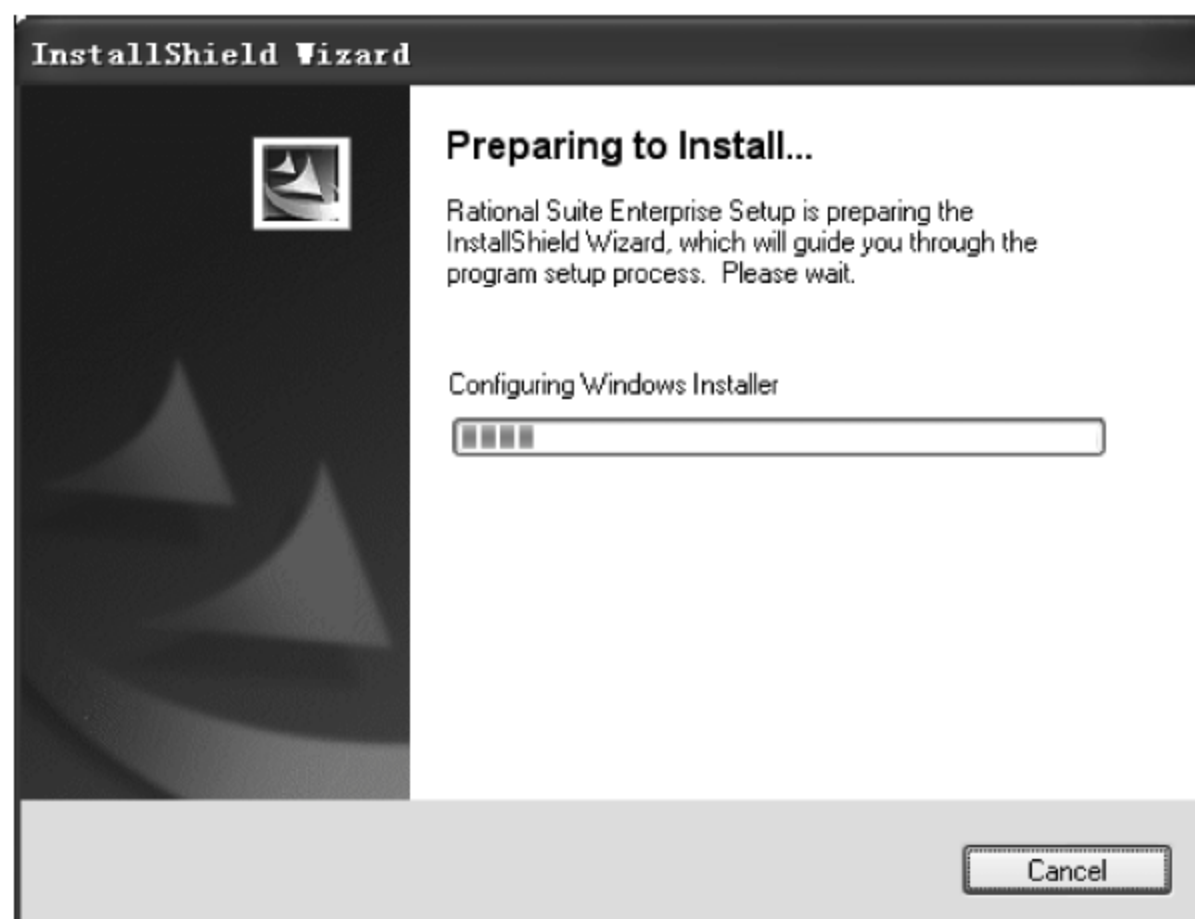 InstallShield Wizard
Preparing to Install...
Rational Suite Enterprise Setup is preparing the
InstallShield Wizard, which will guide you through the
program setup process.  Please wait.
Configuring Windows Installer
Cancel